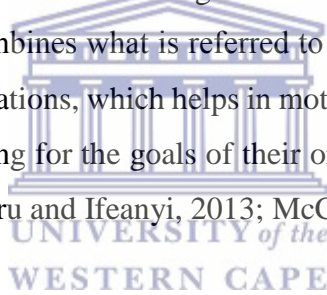 mbines what is referred to
ations, which helps in mot
ng for the goals of their or
ru and Ifeanyi, 2013; McC
UNIVERSITY of the
WESTERN CAPE